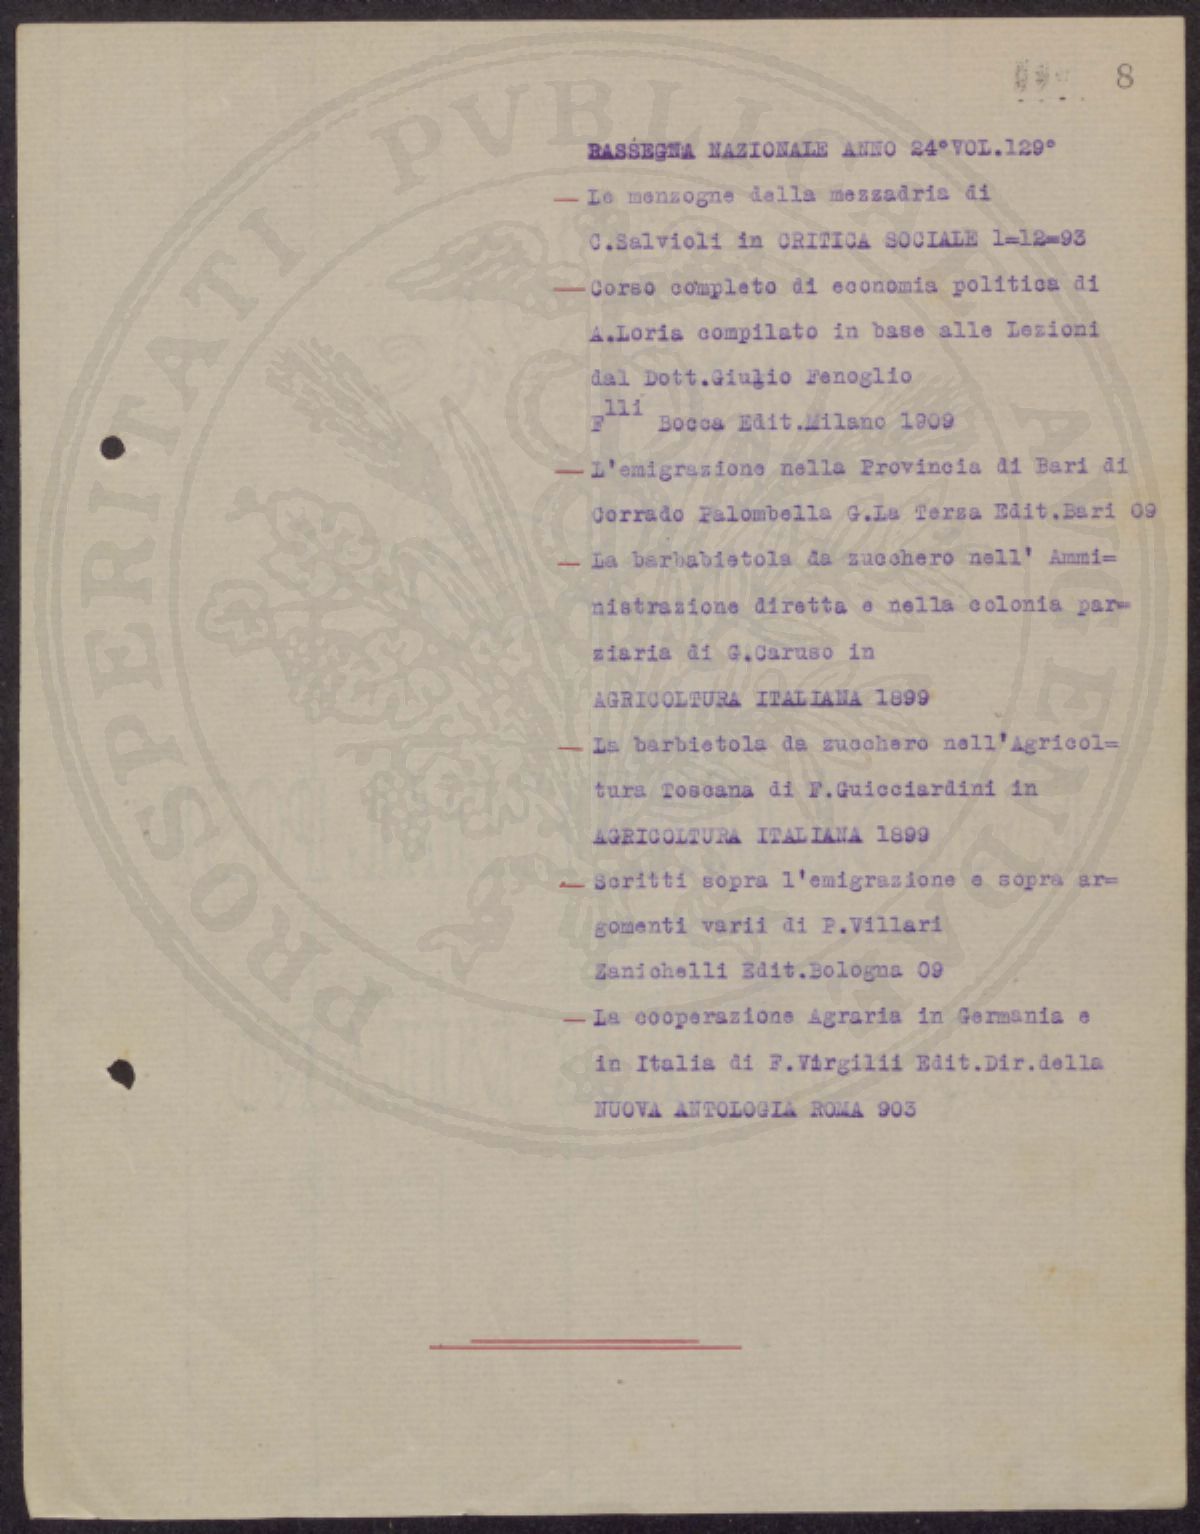 8
RASSEGNA NAZIONALE ANNO 24° VOL.129°
— Le menzogne della mezzadria di
C.Salvioli in CRITICA SOCIALE 1=12=93
— Corso completo di economia politica di
A.Loria compilato in base alle Lezioni
dal Dott.Giulio Fenoglio
Flli Bocca Edit.Milano 1909
— L'emigrazione nella Provincia di Bari di
Corrado Palombella G.La Terza Edit.Bari 09
— La barbabietola da zucchero nell' Ammi=
nistrazione diretta e nella colonia par=
ziaria di G.Caruso in
AGRICOLTURA ITALIANA 1899
— La barbietola da zucchero nell'Agricol=
tura Toscana di F.Guicciardini in
AGRICOLTURA ITALIANA 1899
— Scritti sopra l'emigrazione e sopra ar=
gomenti varii di P.Villari
Zanichelli Edit.Bologna 09
— La cooperazione Agraria in Germania e
in Italia di F.Virgilii Edit.Dir.della
NUOVA ANTOLOGIA ROMA 903
PROSPERITATI PVBLICAE AVGENDAE